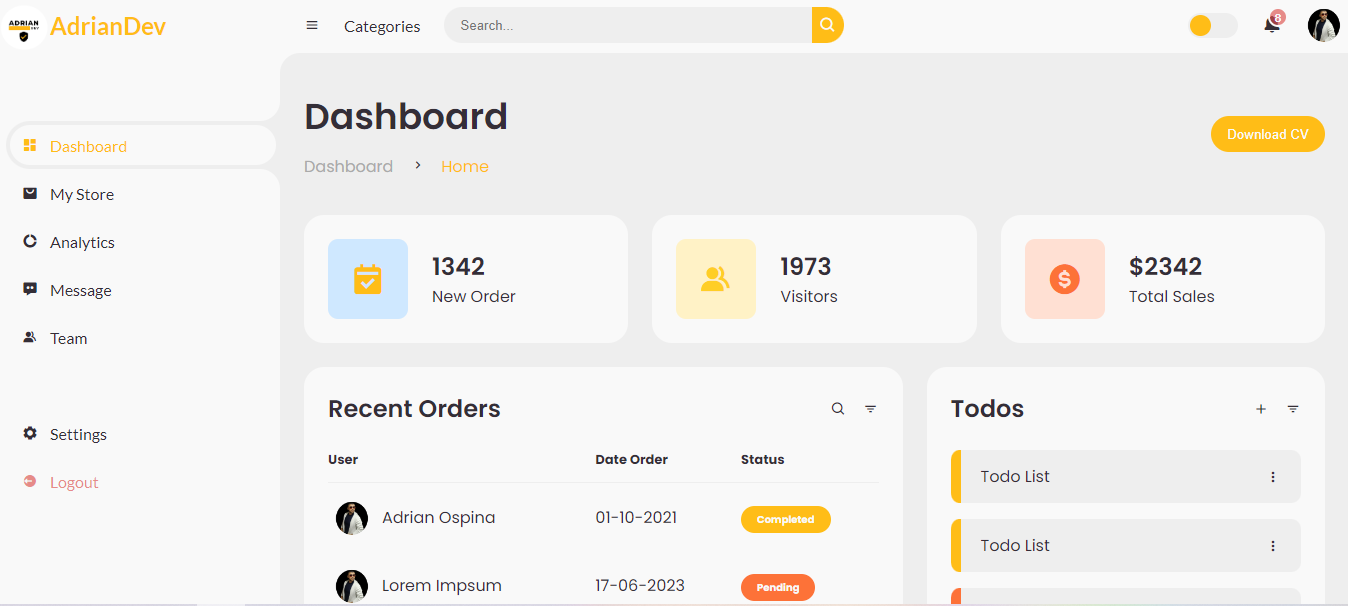 ADRIAN
DEV
AdrianDev
Categories
Search...
8
Dashboard
My Store
Analytics
Message
Team
Settings
Logout
Dashboard
Dashboard > Home
Download CV
1342
New Order
1973
Visitors
$2342
Total Sales
Recent Orders
User Date Order Status
Adrian Ospina 01-10-2021 Completed
Lorem Impsum 17-06-2023 Pending
Todos
Todo List
Todo List